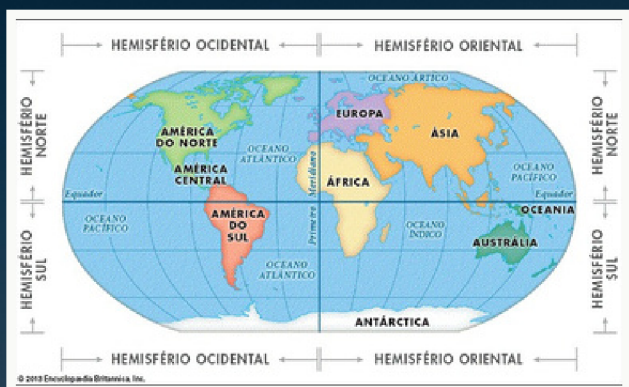 HEMISFÉRIO OCIDENTAL
HEMISFÉRIO ORIENTAL
HEMISFÉRIO
NORTE
HEMISFÉRIO
NORTE
OCEANO ÁRTICO
EUROPA
ÁSIA
AMÉRICA
DO NORTE
OCEANO
ATLÂNTICO
AMÉRICA
CENTRAL
Primeiro Meridiano
ÁFRICA
OCEANO
PACÍFICO
Equador
Equador
OCEANIA
OCEANO
PACÍFICO
AMÉRICA
DO
SUL
OCEANO
ÍNDICO
AUSTRÁLIA
OCEANO
ATLÂNTICO
HEMISFÉRIO
SUL
HEMISFÉRIO
SUL
ANTÁRCTICA
HEMISFÉRIO OCIDENTAL
HEMISFÉRIO ORIENTAL
© 2013 Encyclopædia Britannica, Inc.